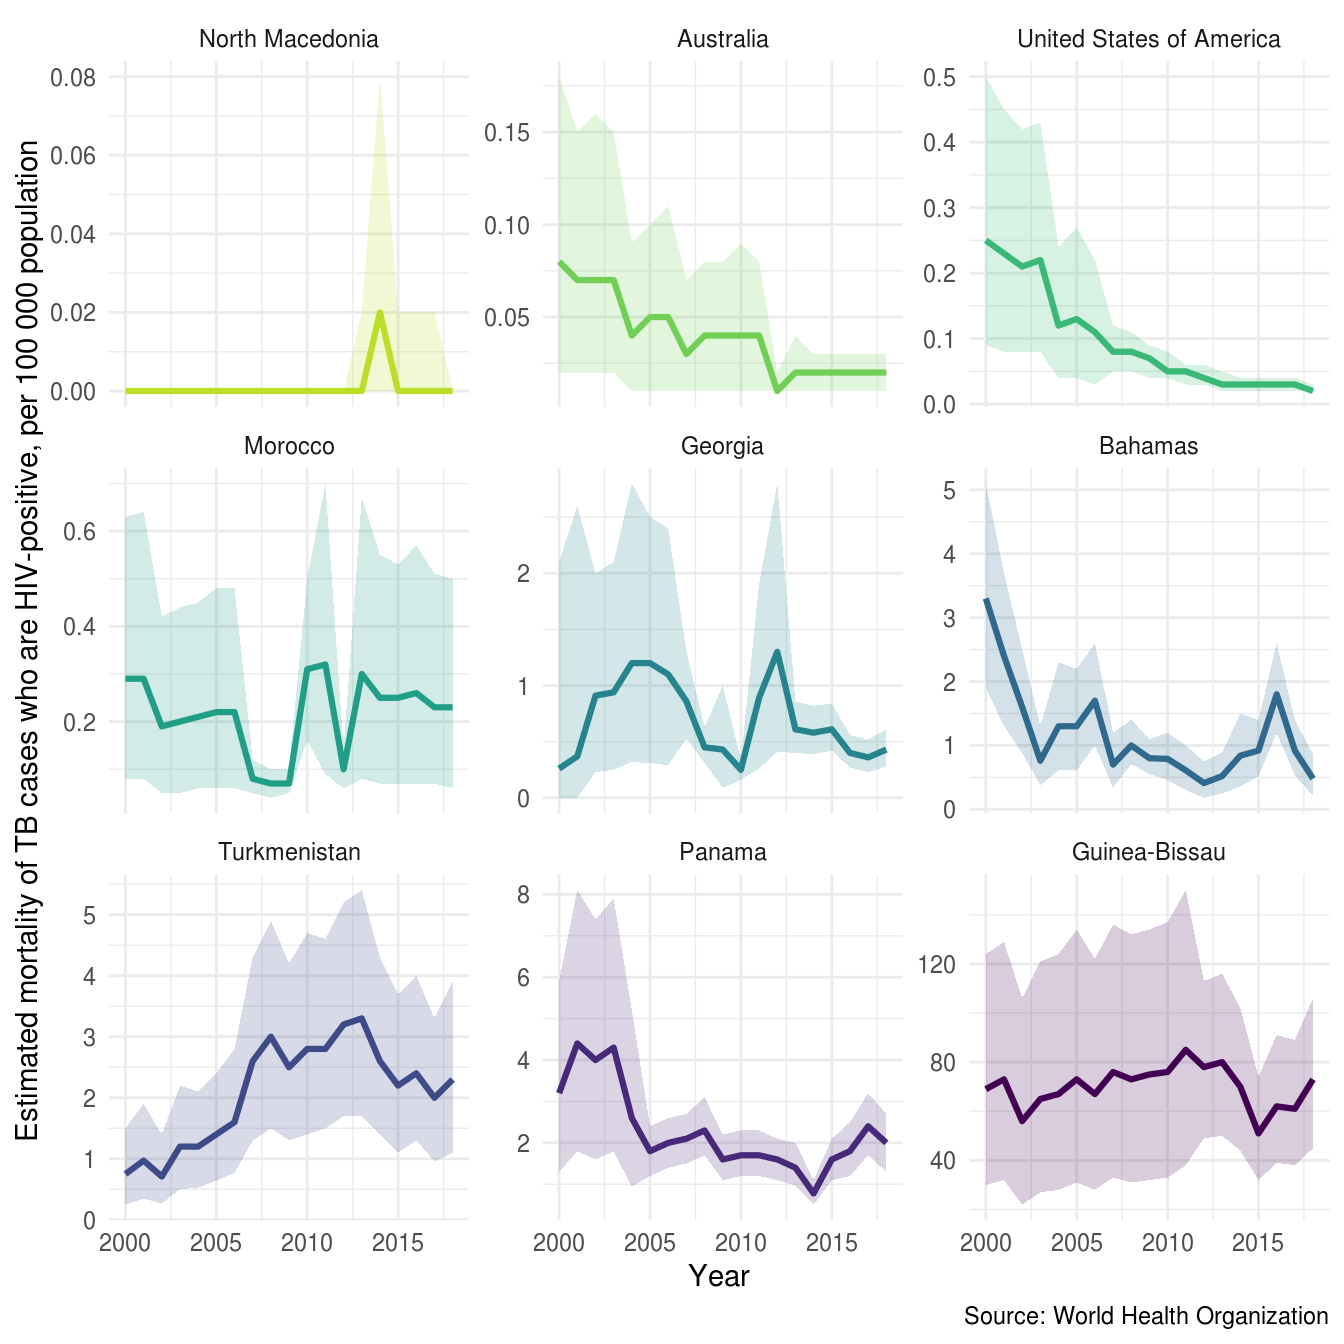 Estimated mortality of TB cases who are HIV-positive, per 100 000 population
North Macedonia
0.08
0.06
0.04
0.02
0.00
Australia
0.15
0.10
0.05
United States of America
0.5
0.4
0.3
0.2
0.1
0.0
Morocco
0.6
0.4
0.2
Georgia
2
1
0
Bahamas
5
4
3
2
1
0
Turkmenistan
5
4
3
2
1
0
2000 2005 2010 2015
Panama
8
6
4
2
2000 2005 2010 2015
Guinea-Bissau
120
80
40
2000 2005 2010 2015
Year
Source: World Health Organization